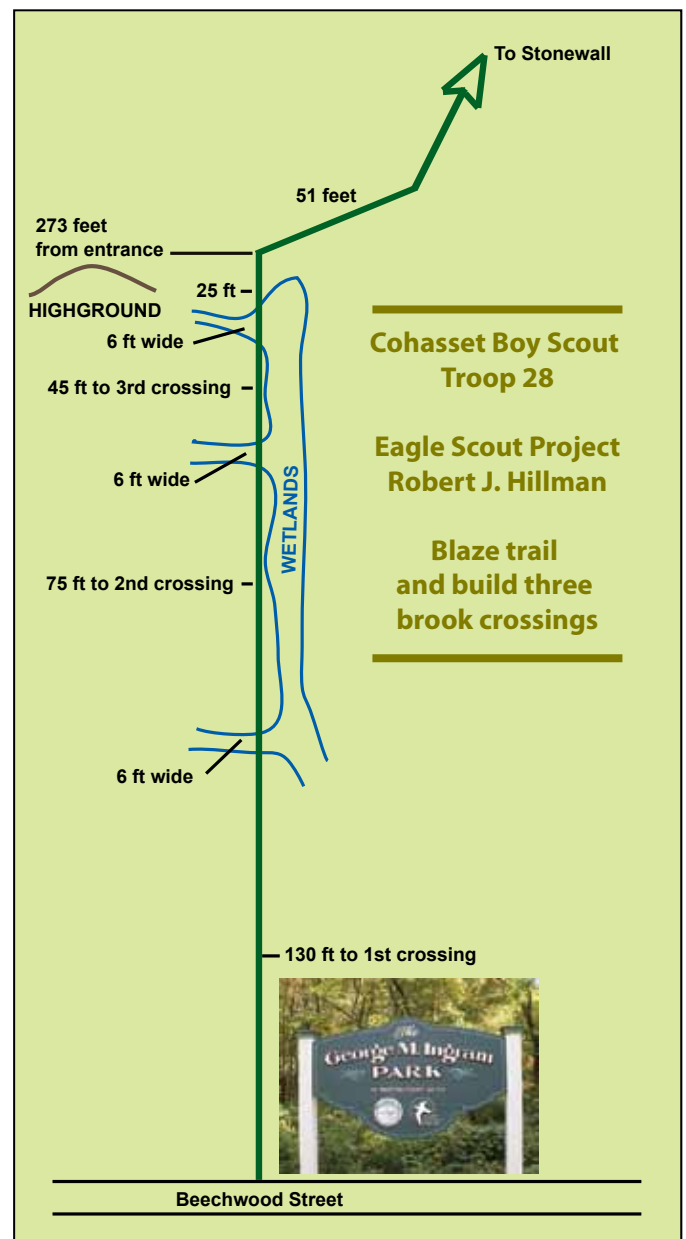 To Stonewall
51 feet
273 feet
from entrance
25 ft
HIGHGROUND
6 ft wide
Cohasset Boy Scout
Troop 28
45 ft to 3rd crossing
Eagle Scout Project
Robert J. Hillman
6 ft wide
WETLANDS
Blaze trail
and build three
brook crossings
75 ft to 2nd crossing
6 ft wide
130 ft to 1st crossing
The
George M. Ingram
PARK
Beechwood Street